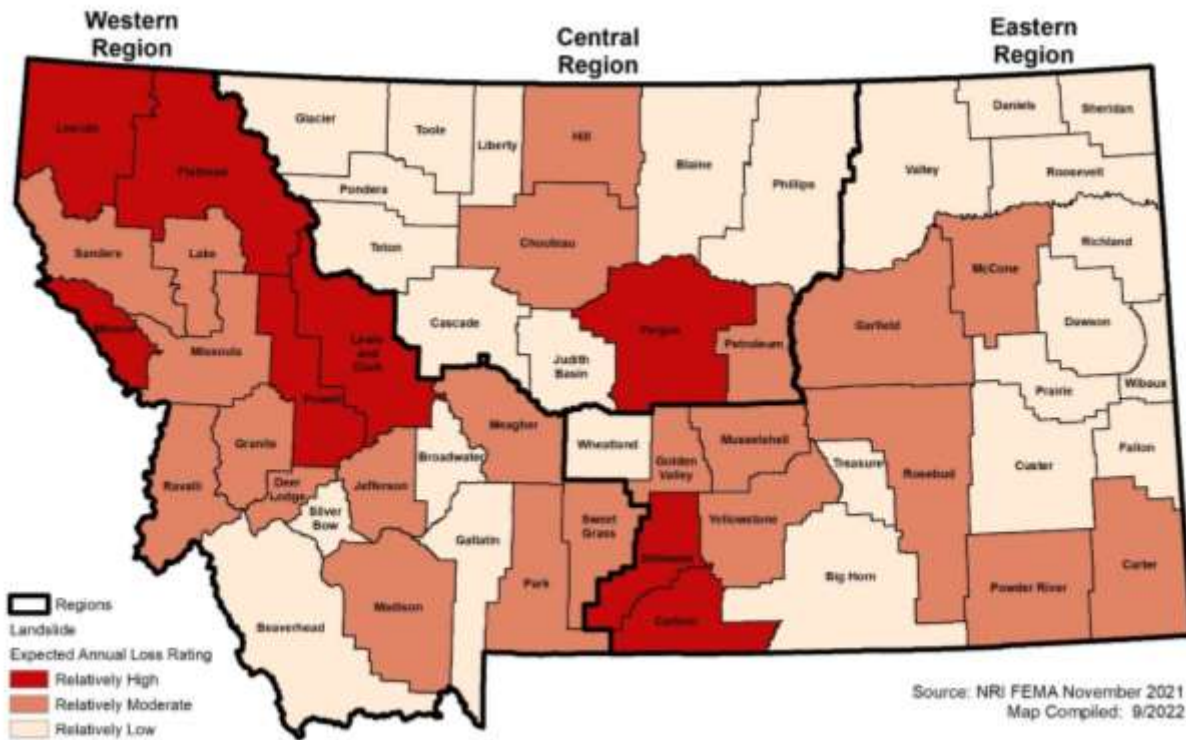 Western
Region
Central
Region
Eastern
Region
Lincoln
Flathead
Glacier
Toole
Liberty
Hill
Blaine
Phillips
Valley
Daniels
Sheridan
Roosevelt
Pondera
Teton
Chouteau
Richland
McCone
Sanders
Lake
Cascade
Fergus
Garfield
Dawson
Mineral
Missoula
Lewis
and
Clark
Judith
Basin
Petroleum
Prairie
Wibaux
Powell
Meagher
Granite
Broadwater
Wheatland
Golden
Valley
Musselshell
Treasure
Rosebud
Custer
Fallon
Ravalli
Deer
Lodge
Jefferson
Silver
Bow
Gallatin
Sweet
Grass
Yellowstone
Stillwater
Park
Madison
Beaverhead
Carbon
Big Horn
Powder River
Carter
Regions
Landslide
Expected Annual Loss Rating
Relatively High
Relatively Moderate
Relatively Low
Source: NRI FEMA November 2021
Map Compiled: 9/2022